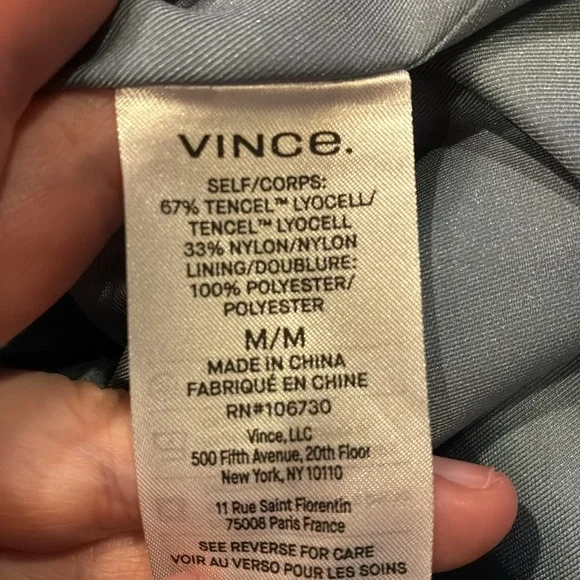 VINCe.
SELF/CORPS:
67% TENCEL™ LYOCELL/
TENCEL™ LYOCELL
33% NYLON/NYLON
LINING/DOUBLURE:
100% POLYESTER/
POLYESTER
M/M
MADE IN CHINA
FABRIQUÉ EN CHINE
RN#106730
Vince, LLC
500 Fifth Avenue, 20th Floor
New York, NY 10110
11 Rue Saint Florentin
75008 Paris France
SEE REVERSE FOR CARE
VOIR AU VERSO POUR LES SOINS